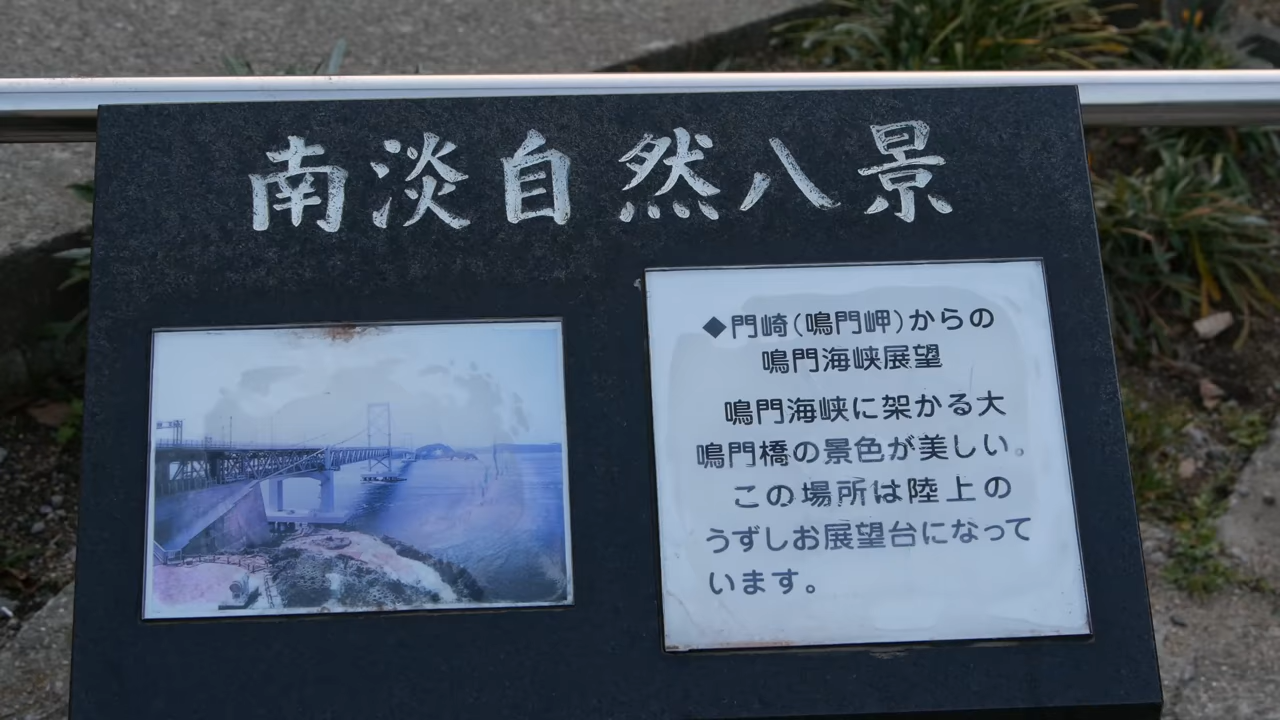 南淡自然八景
◆門崎(鳴門岬)からの
鳴門海峡展望
鳴門海峡に架かる大
鳴門橋の景色が美しい。
この場所は陸上の
うずしお展望台になって
います。